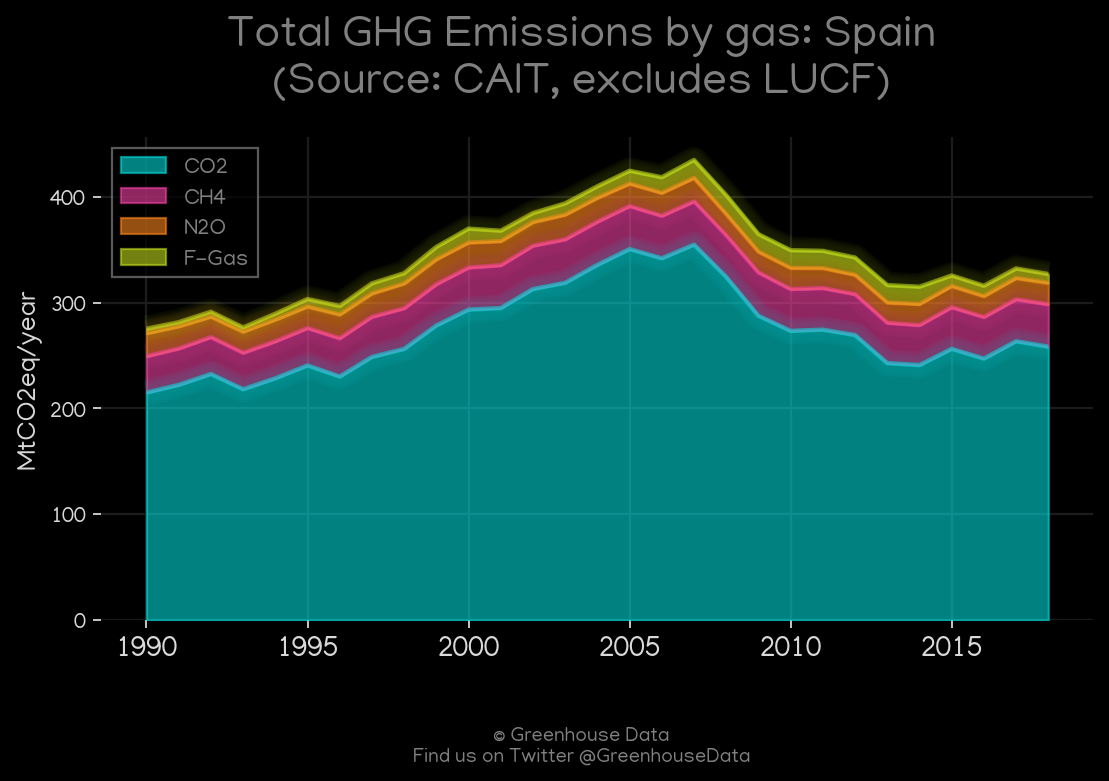 Total GHG Emissions by gas: Spain
(Source: CAIT, excludes LUCF)
CO2
CH4
N2O
F-Gas
MtCO2eq/year
400
300
200
100
0
1990 1995 2000 2005 2010 2015
© Greenhouse Data
Find us on Twitter @GreenhouseData